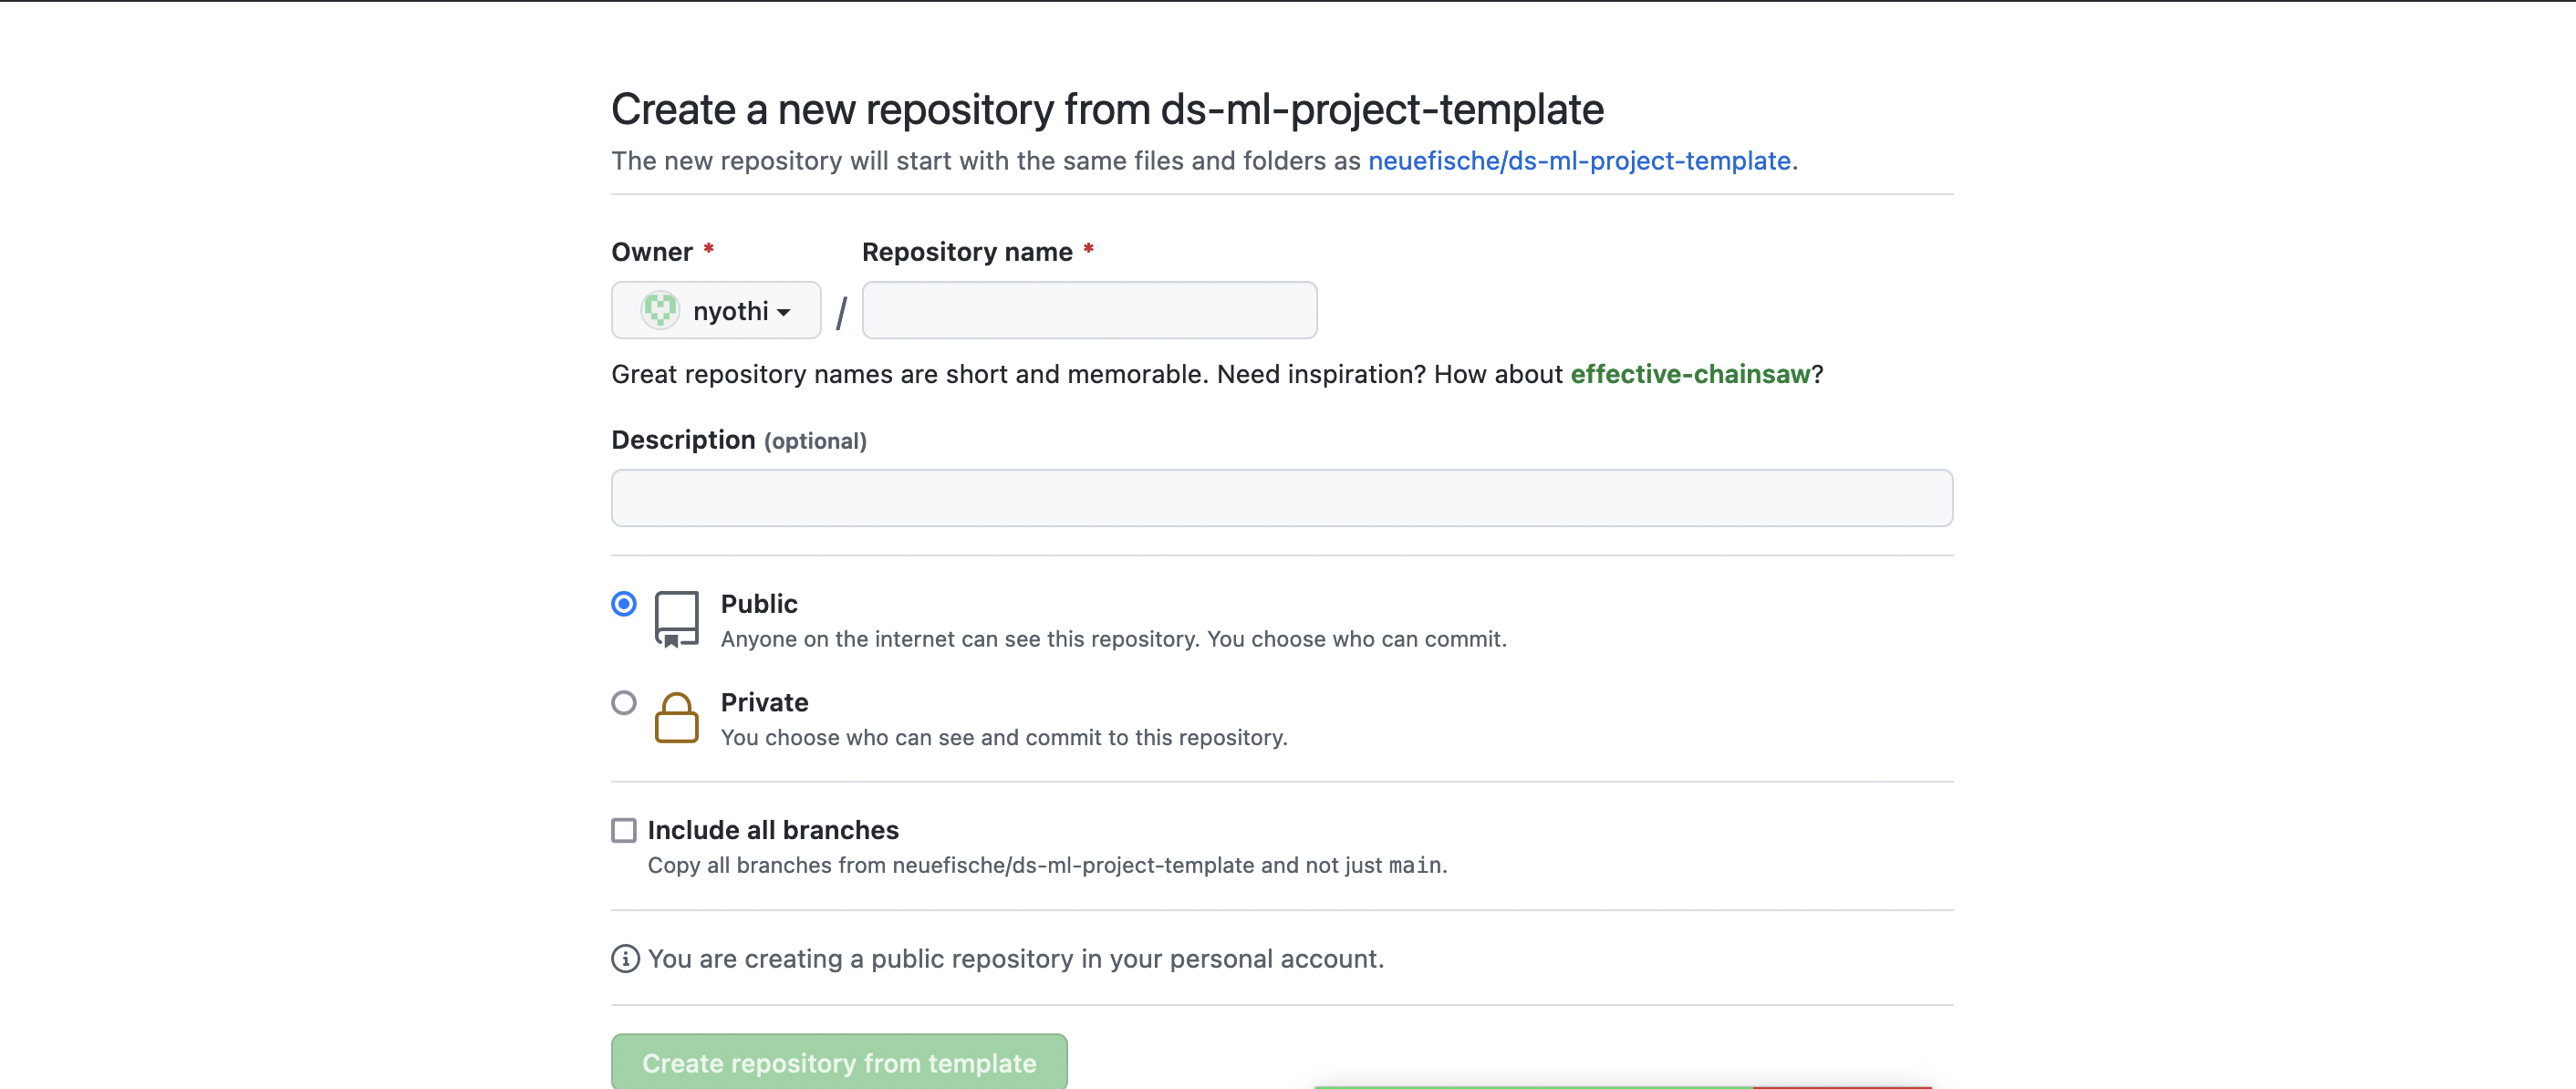 Create a new repository from ds-ml-project-template
The new repository will start with the same files and folders as neuefische/ds-ml-project-template.
Owner * Repository name *
nyothi /
Great repository names are short and memorable. Need inspiration? How about effective-chainsaw?
Description (optional)
Public
Anyone on the internet can see this repository. You choose who can commit.
Private
You choose who can see and commit to this repository.
Include all branches
Copy all branches from neuefische/ds-ml-project-template and not just main.
You are creating a public repository in your personal account.
Create repository from template